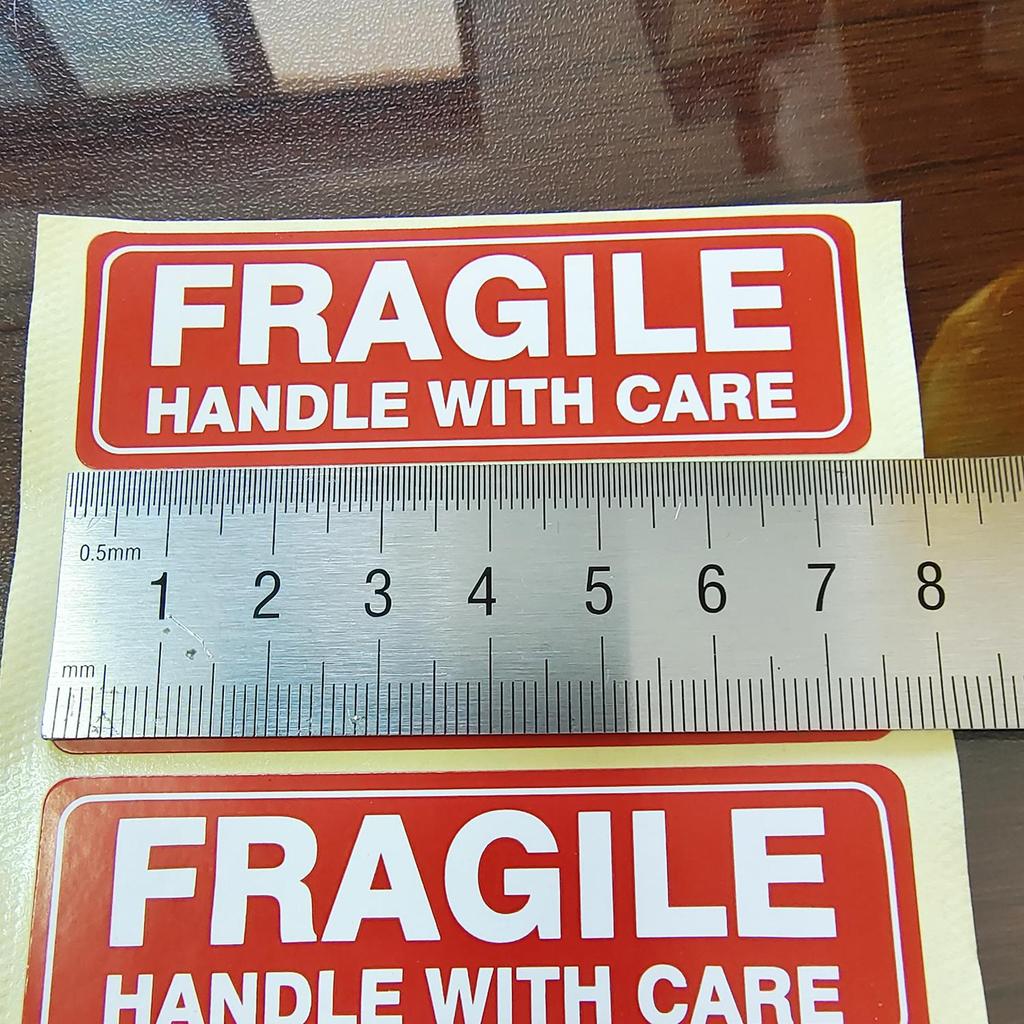 FRAGILE
HANDLE WITH CARE
0.5mm
1 2 3 4 5 6 7 8
mm
FRAGILE
HANDLE WITH CARE